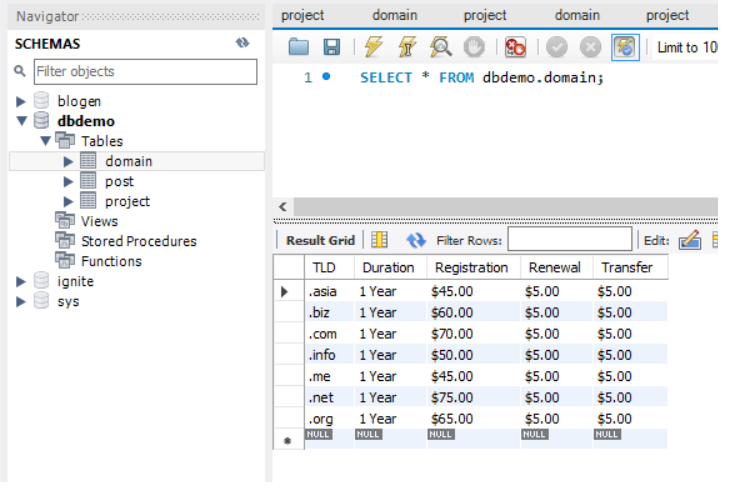 Navigator
SCHEMAS
Filter objects
blogen
dbdemo
Tables
domain
post
project
Views
Stored Procedures
Functions
ignite
sys
project domain project domain project
Limit to 10
1 SELECT * FROM dbdemo.domain;
Result Grid Filter Rows: Edit:
TLD Duration Registration Renewal Transfer
.asia 1 Year $45.00 $5.00 $5.00
.biz 1 Year $60.00 $5.00 $5.00
.com 1 Year $70.00 $5.00 $5.00
.info 1 Year $50.00 $5.00 $5.00
.me 1 Year $45.00 $5.00 $5.00
.net 1 Year $75.00 $5.00 $5.00
.org 1 Year $65.00 $5.00 $5.00
NULL NULL NULL NULL NULL